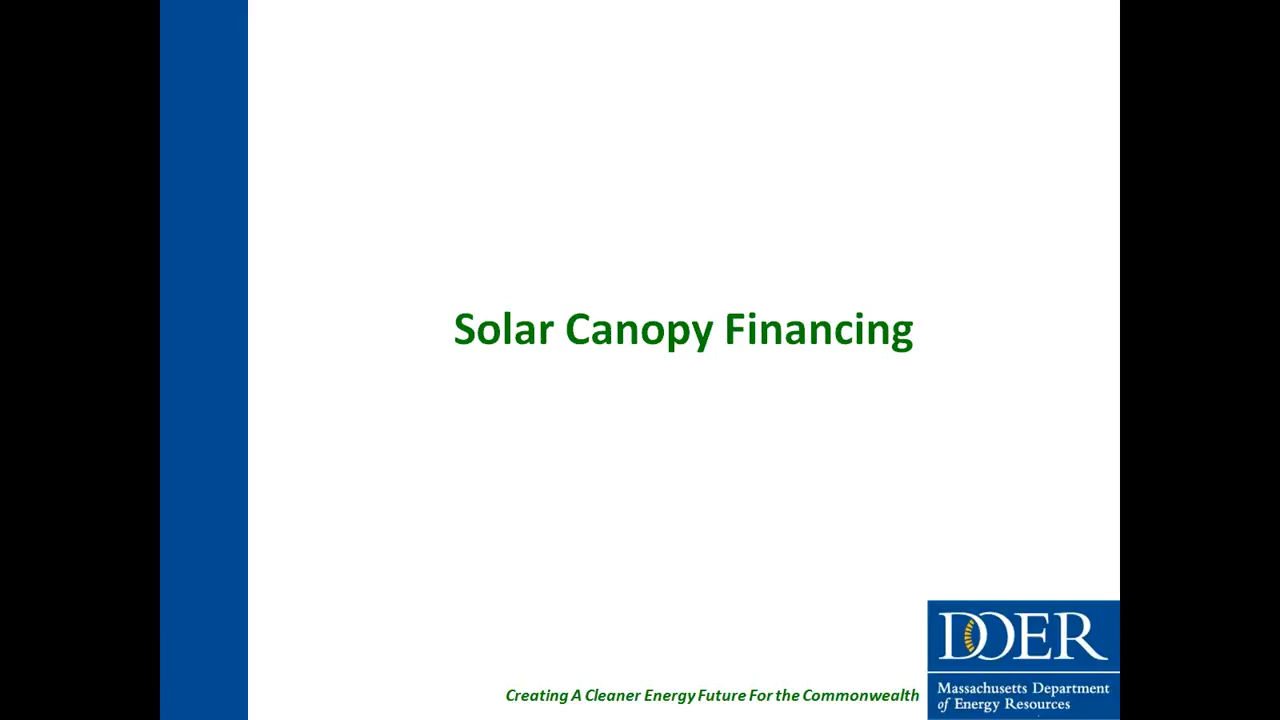 Solar Canopy Financing
Creating A Cleaner Energy Future For the Commonwealth
DOER
Massachusetts Department
of Energy Resources